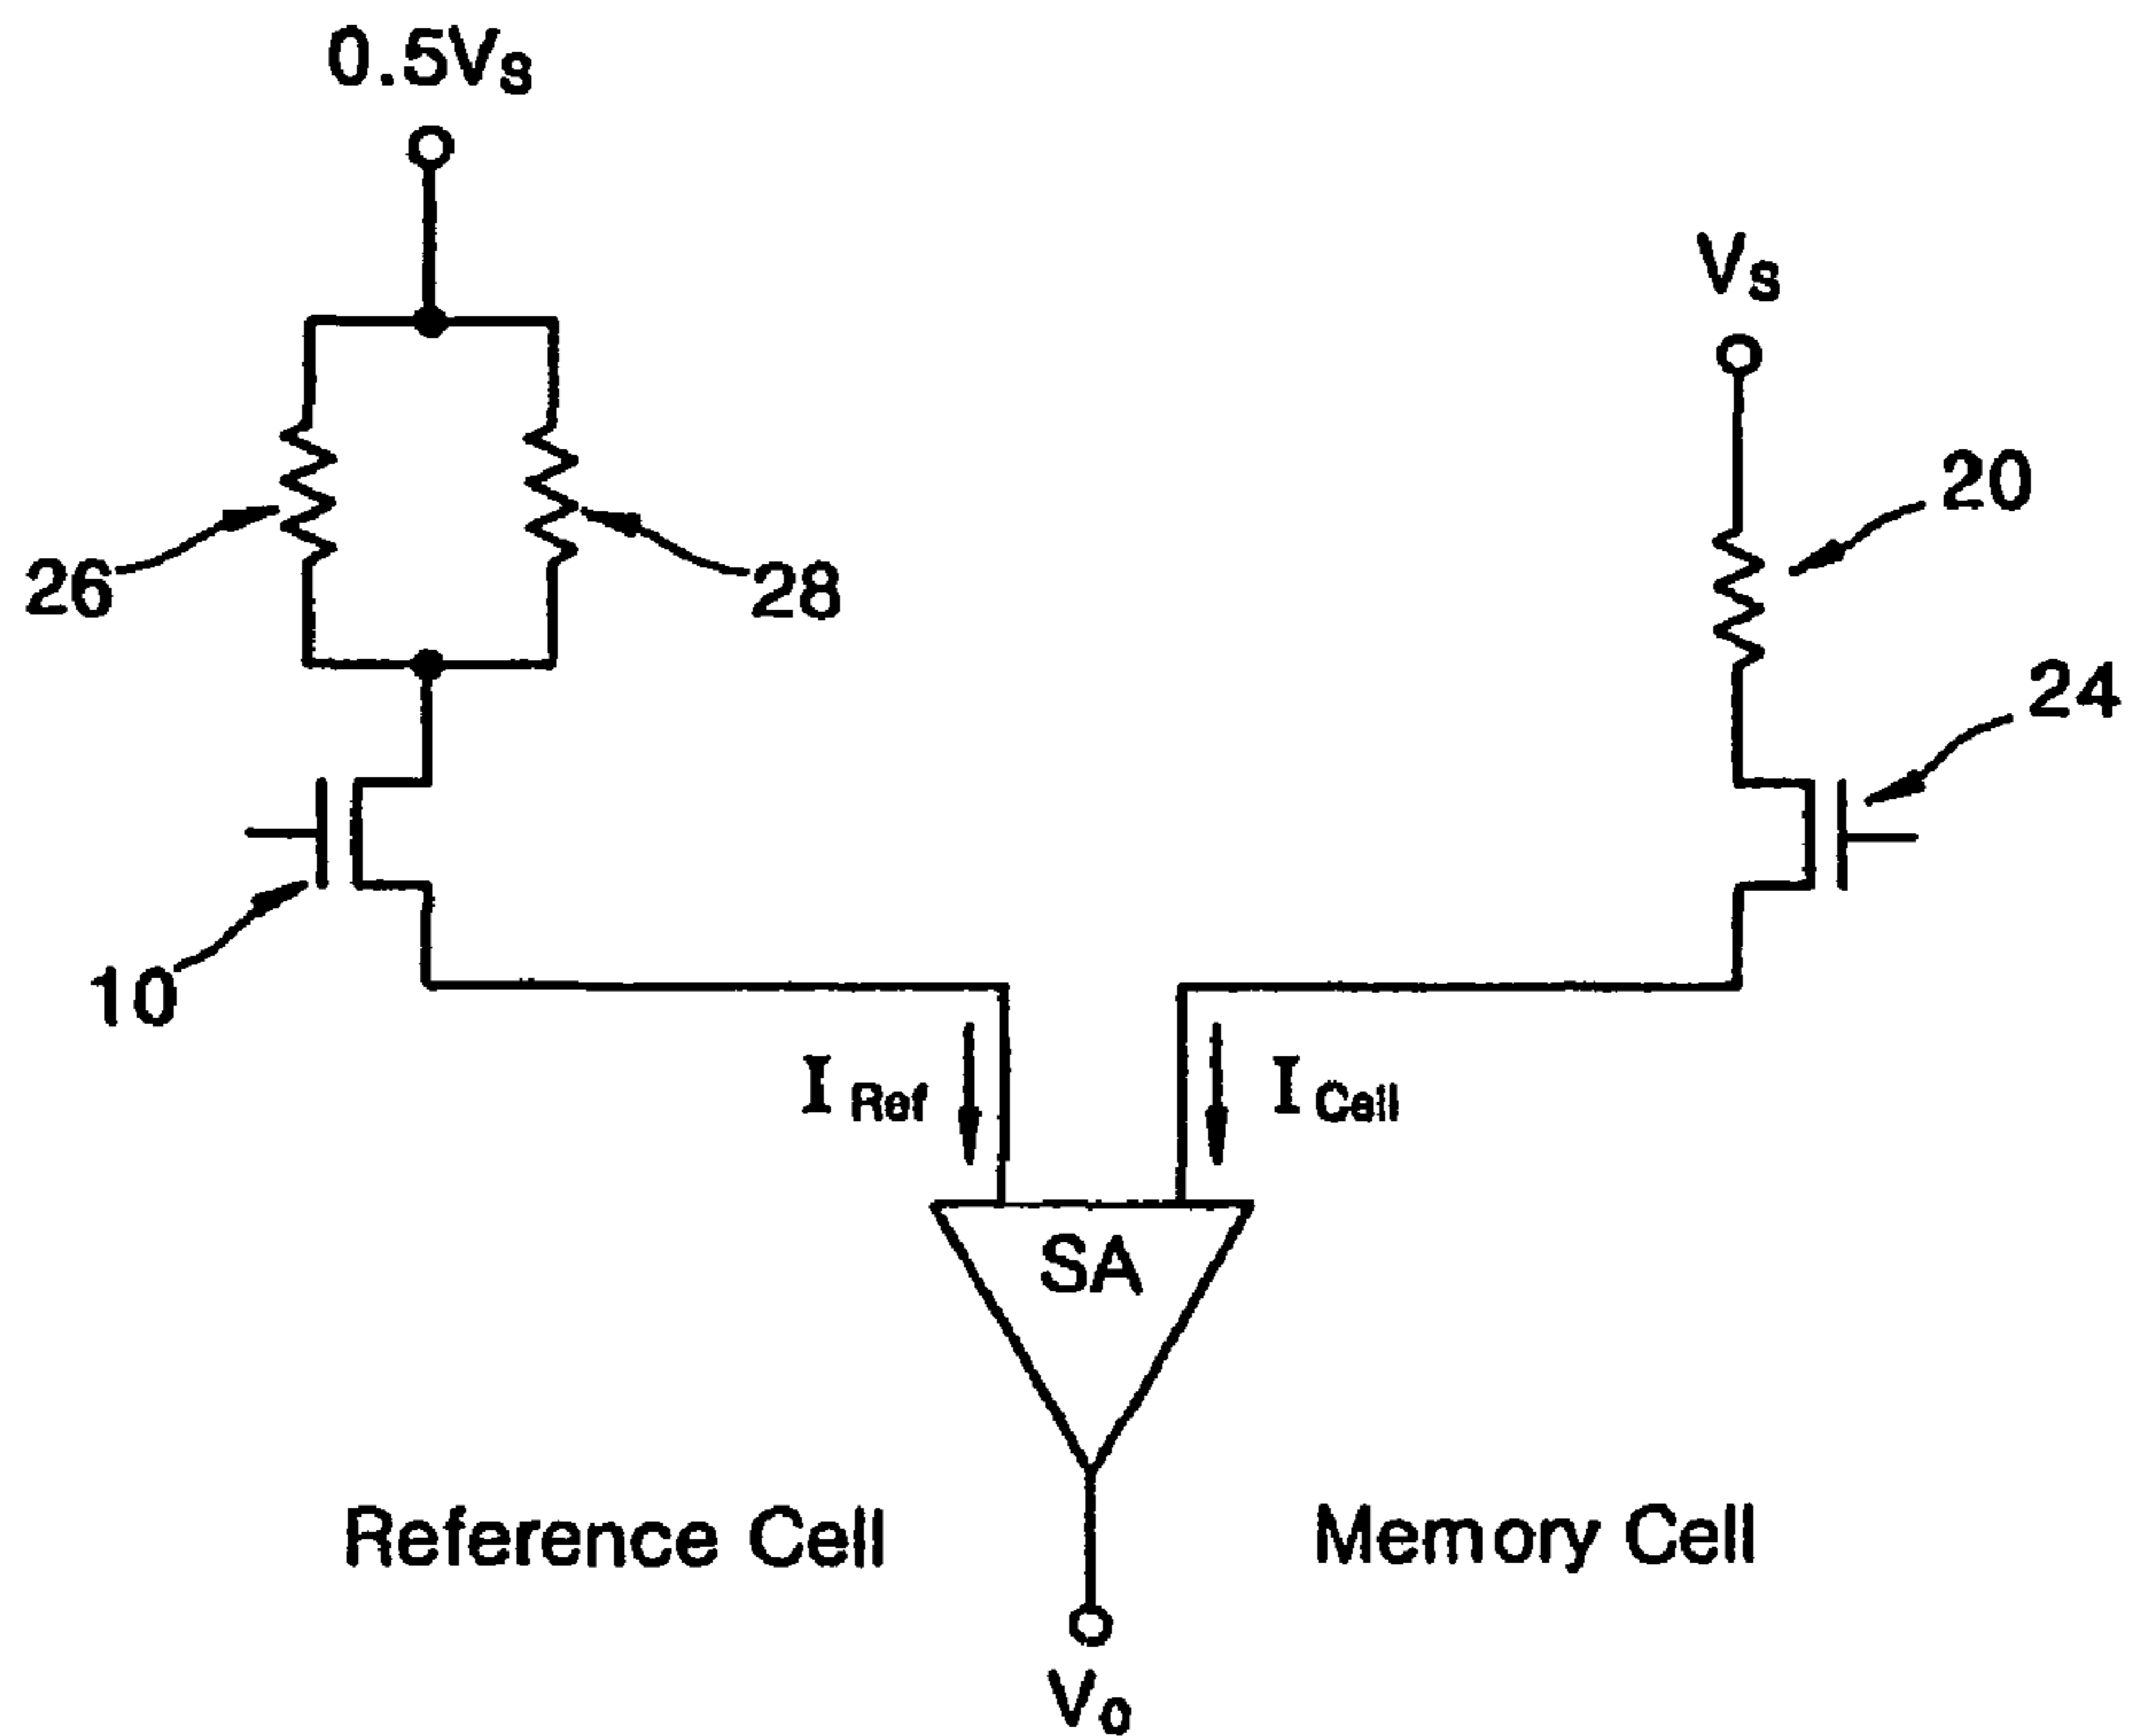 0.5VS
VS
20
26
28
24
10
I Ref
I Cell
SA
Reference Cell
Memory Cell
V0